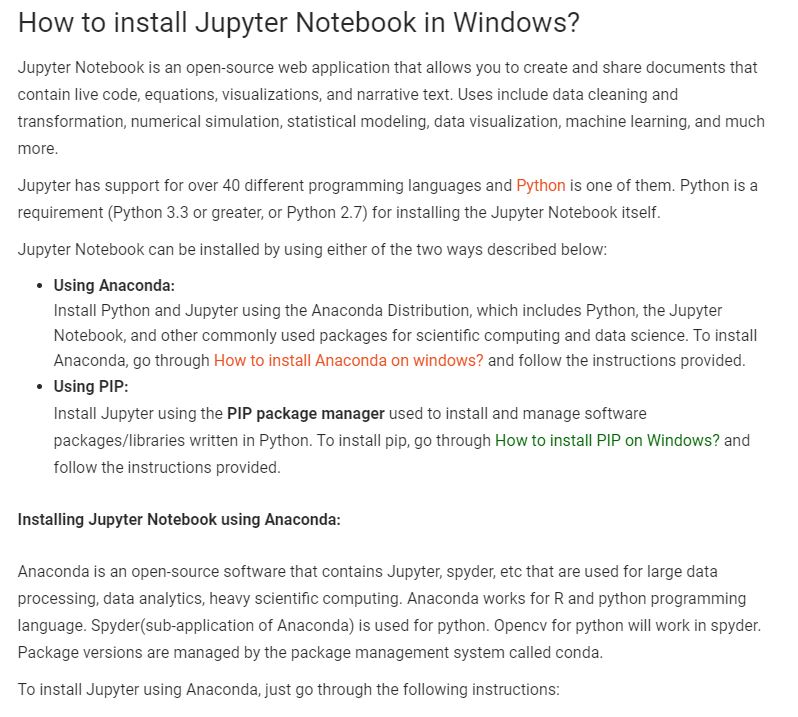 How to install Jupyter Notebook in Windows?
Jupyter Notebook is an open-source web application that allows you to create and share documents that
contain live code, equations, visualizations, and narrative text. Uses include data cleaning and
transformation, numerical simulation, statistical modeling, data visualization, machine learning, and much
more.
Jupyter has support for over 40 different programming languages and Python is one of them. Python is a
requirement (Python 3.3 or greater, or Python 2.7) for installing the Jupyter Notebook itself.
Jupyter Notebook can be installed by using either of the two ways described below:
• Using Anaconda:
Install Python and Jupyter using the Anaconda Distribution, which includes Python, the Jupyter
Notebook, and other commonly used packages for scientific computing and data science. To install
Anaconda, go through How to install Anaconda on windows? and follow the instructions provided.
• Using PIP:
Install Jupyter using the PIP package manager used to install and manage software
packages/libraries written in Python. To install pip, go through How to install PIP on Windows? and
follow the instructions provided.
Installing Jupyter Notebook using Anaconda:
Anaconda is an open-source software that contains Jupyter, spyder, etc that are used for large data
processing, data analytics, heavy scientific computing. Anaconda works for R and python programming
language. Spyder(sub-application of Anaconda) is used for python. Opencv for python will work in spyder.
Package versions are managed by the package management system called conda.
To install Jupyter using Anaconda, just go through the following instructions: